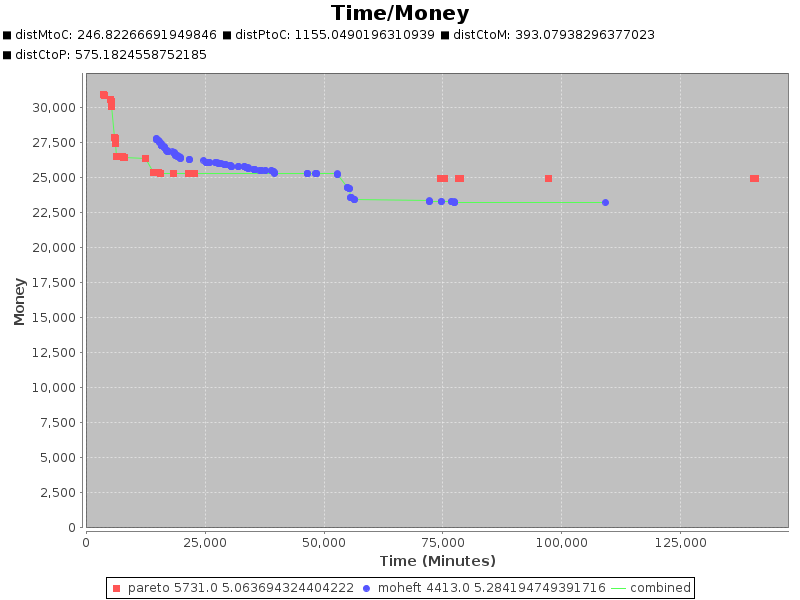 Time/Money
distMtoC: 246.82266691949846 distPtoC: 1155.0490196310939 distCtoM: 393.07938296377023
distCtoP: 575.1824558752185
30,000
27,500
25,000
22,500
20,000
17,500
15,000
12,500
10,000
7,500
5,000
2,500
0
Money
0 25,000 50,000 75,000 100,000 125,000
Time (Minutes)
pareto 5731.0 5.063694324404222 moheft 4413.0 5.284194749391716 combined